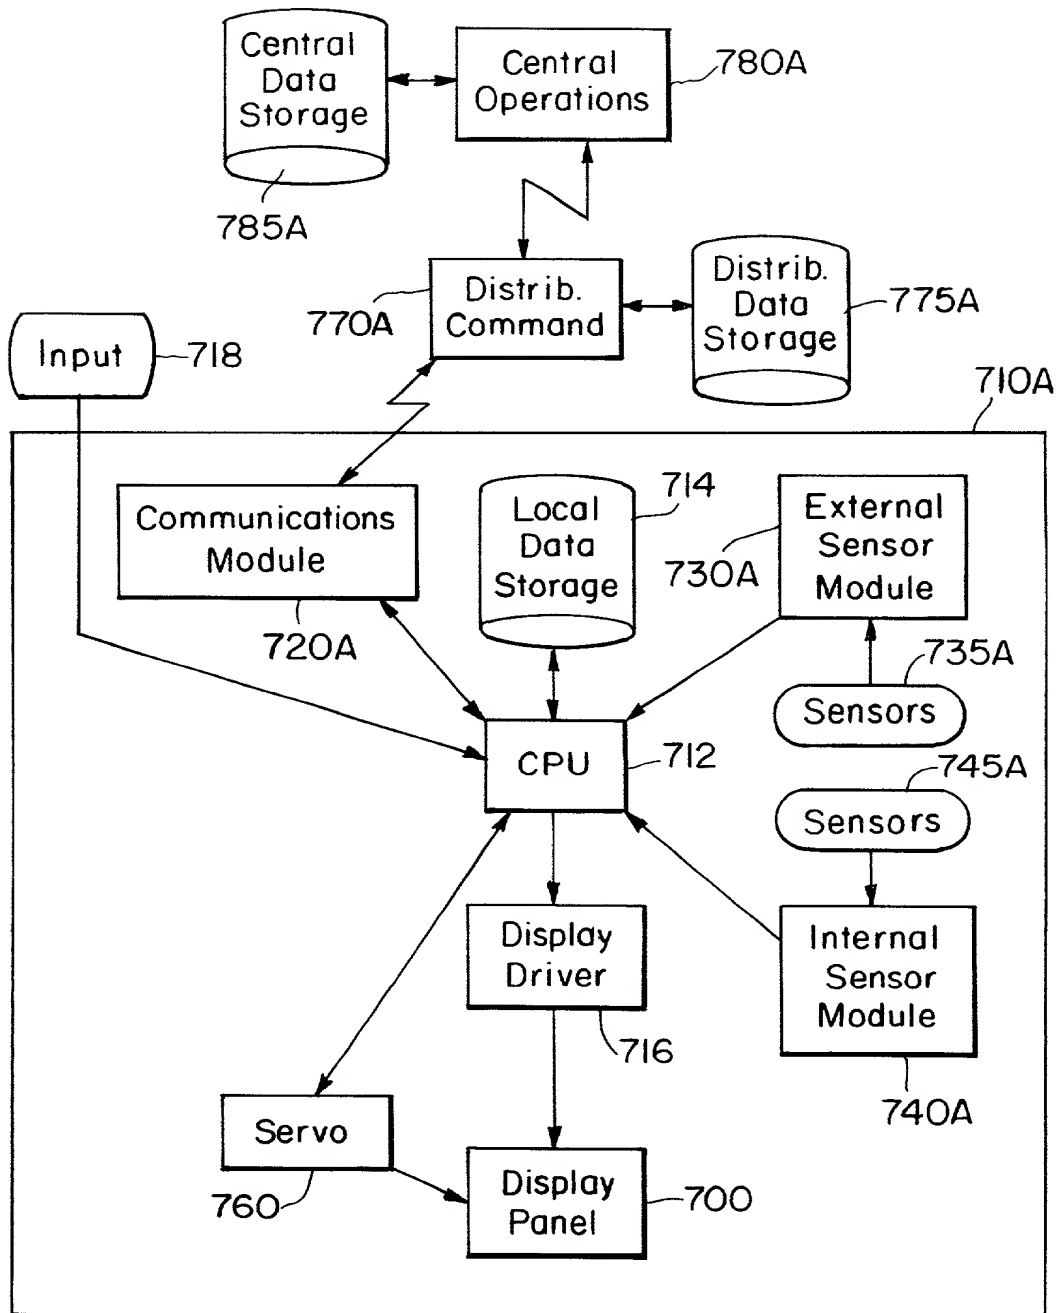 Central
Data
Storage
785A
Central
Operations
780A
770A
Distrib.
Command
Distrib.
Data
Storage
775A
Input
718
710A
Communications
Module
720A
Local
Data
Storage
714
730A
External
Sensor
Module
735A
Sensors
CPU
712
745A
Sensors
Display
Driver
716
Internal
Sensor
Module
740A
Servo
760
Display
Panel
700